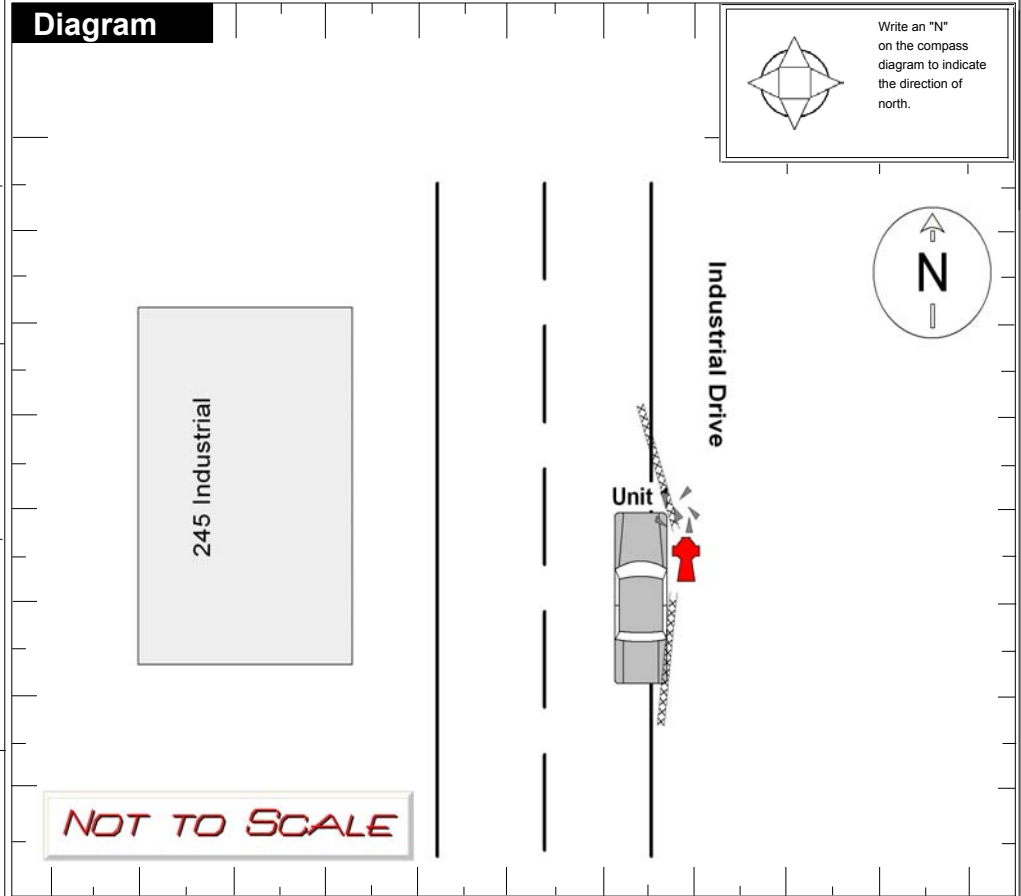 Diagram
Write an "N"
on the compass
diagram to indicate
the direction of
north.
N
Industrial Drive
245 Industrial
Unit
NOT TO SCALE